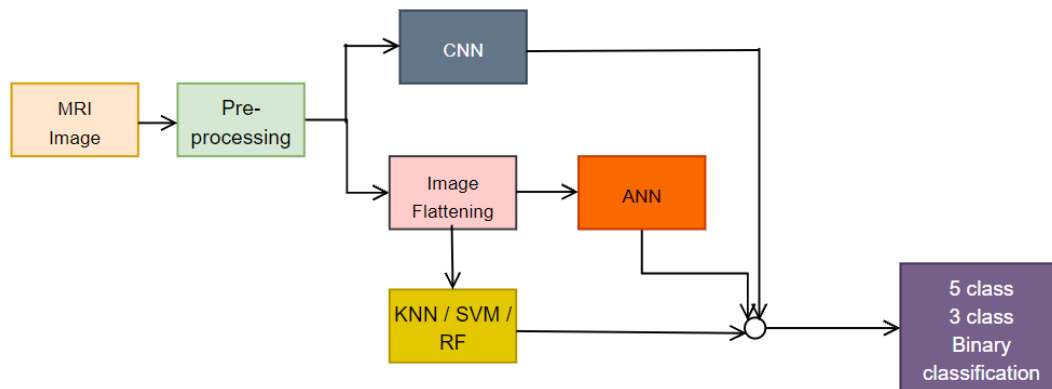 CNN
MRI
Image
Pre-
processing
Image
Flattening
ANN
KNN / SVM /
RF
5 class
3 class
Binary
classification